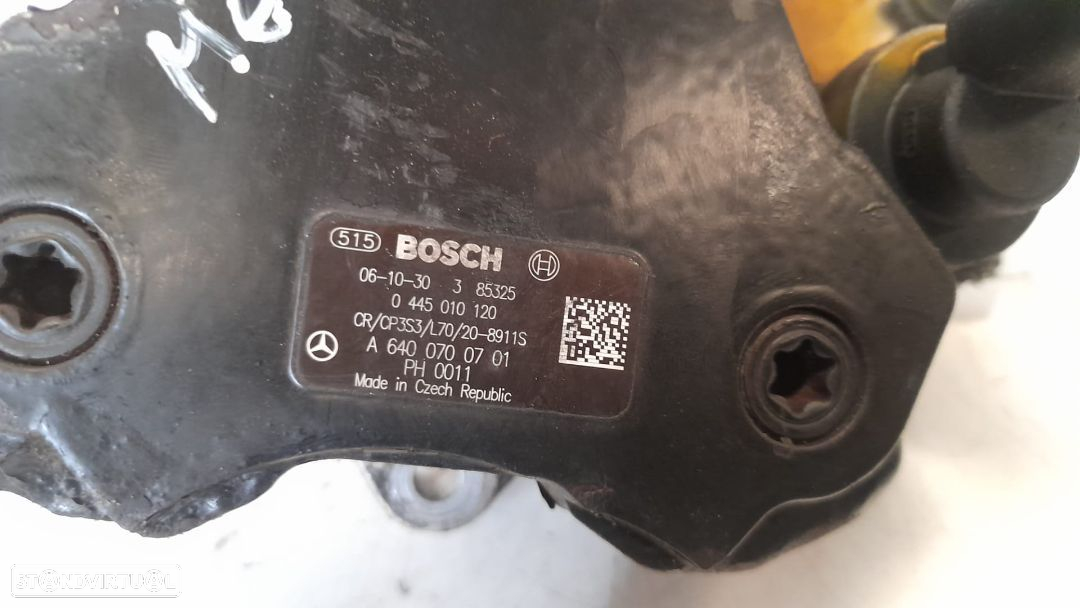 M.B
515 BOSCH H
06-10-30 3 85325
0 445 010 120
CR/CP3S3/L70/20-8911S
A 640 070 07 01
PH 0011
Made in Czech Republic
STANDVIRTUAL